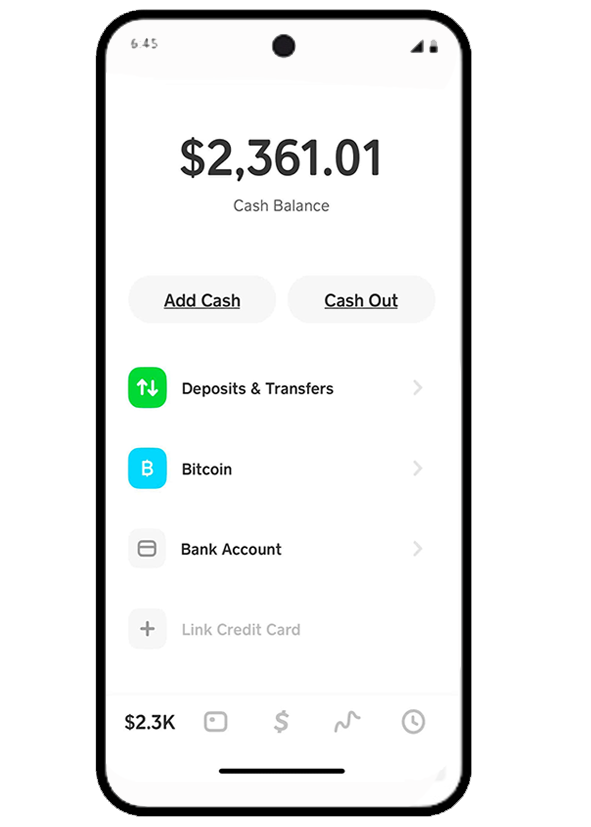 6:45
$2,361.01
Cash Balance
Add Cash
Cash Out
Deposits & Transfers
Bitcoin
Bank Account
Link Credit Card
$2.3K